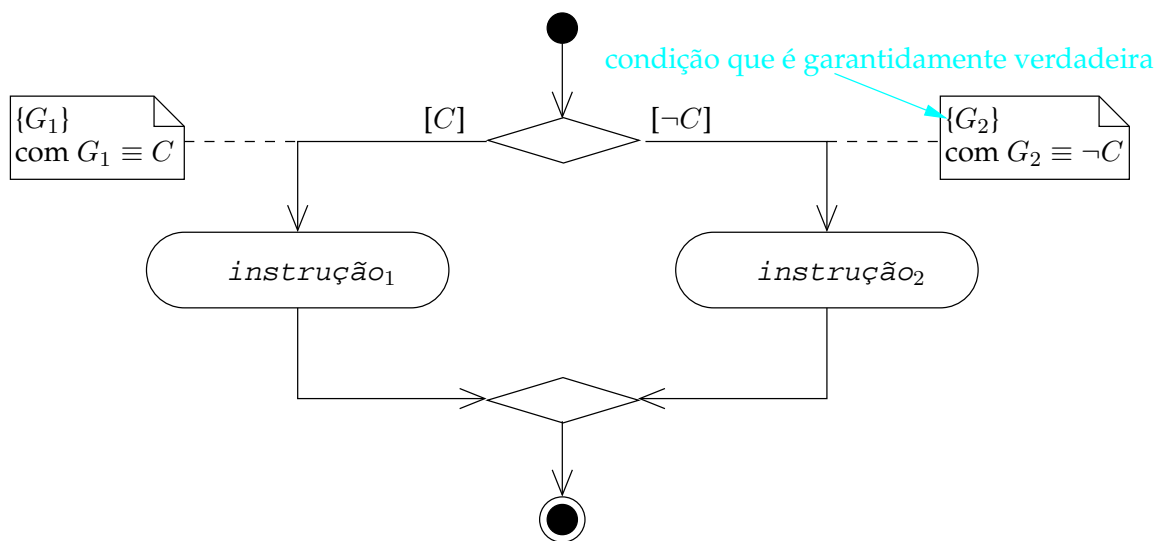 condição que é garantidamente verdadeira
{G₁}
com G₁ ≡ C
[C]
[¬C]
{G₂}
com G₂ ≡ ¬C
instrução₁
instrução₂